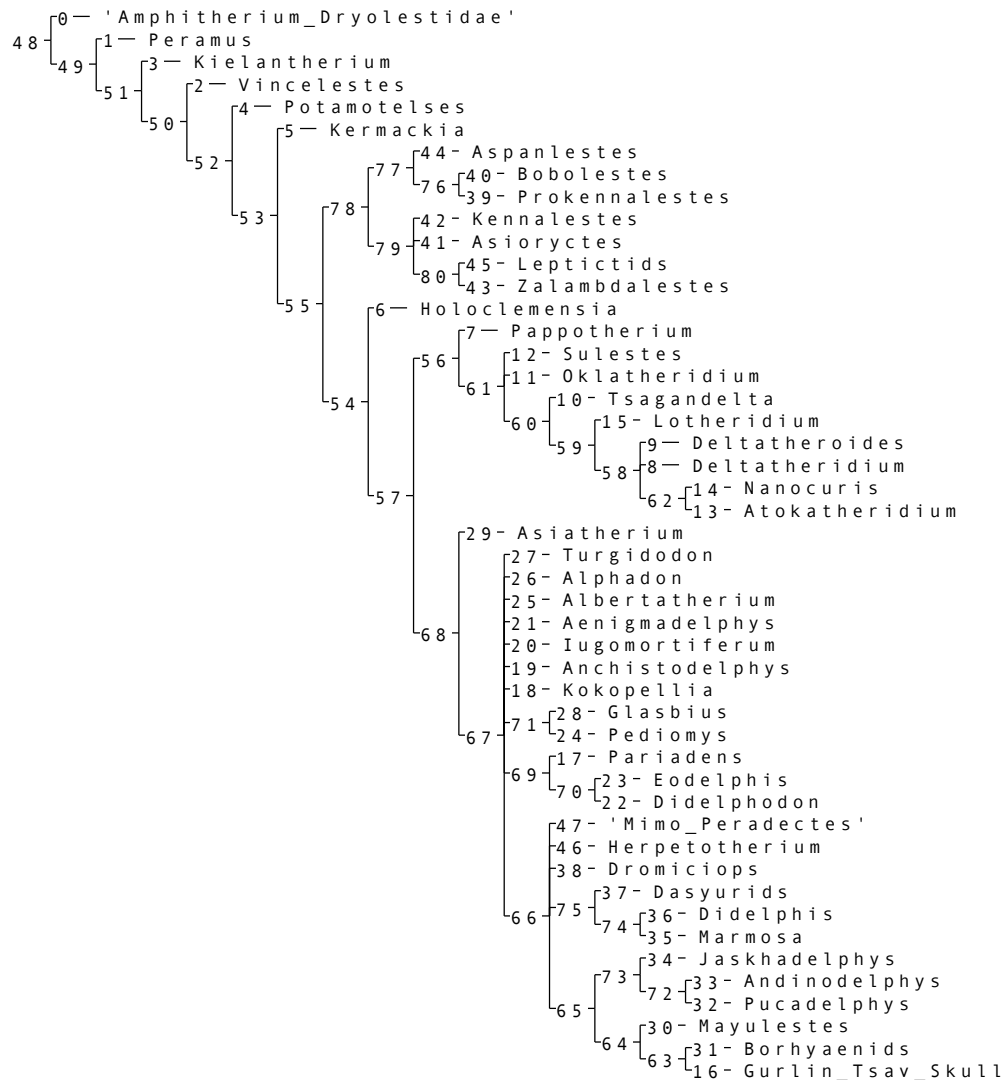 0 'Amphitherium_Dryolestidae'
48
1 Peramus
49
3 Kielantherium
51
2 Vincelestes
50
4 Potamotelses
5 Kermackia
52
44 Aspanlestes
77
40 Bobolestes
76
39 Prokennalestes
78
53
42 Kennalestes
41 Asioryctes
79
45 Leptictids
80
43 Zalambdalestes
55
6 Holoclemensia
7 Pappotherium
56
12 Sulestes
11 Oklatheridium
61
10 Tsagandelta
54
60
15 Lotheridium
59
9 Deltatheroides
58
8 Deltatheridium
14 Nanocuris
57
62
13 Atokatheridium
29 Asiatherium
27 Turgidodon
26 Alphadon
25 Albertatherium
21 Aenigmadelphys
68
20 Iugomortiferum
19 Anchistodelphys
18 Kokopellia
28 Glasbius
71
24 Pediomys
67
17 Pariadens
69
23 Eodelphis
70
22 Didelphodon
47 'Mimo_Peradectes'
46 Herpetotherium
38 Dromiciops
37 Dasyurids
75
36 Didelphis
66
74
35 Marmosa
34 Jaskhadelphys
73
33 Andinodelphys
72
32 Pucadelphys
65
30 Mayulestes
64
31 Borhyaenids
63
16 Gurlin_Tsav_Skull